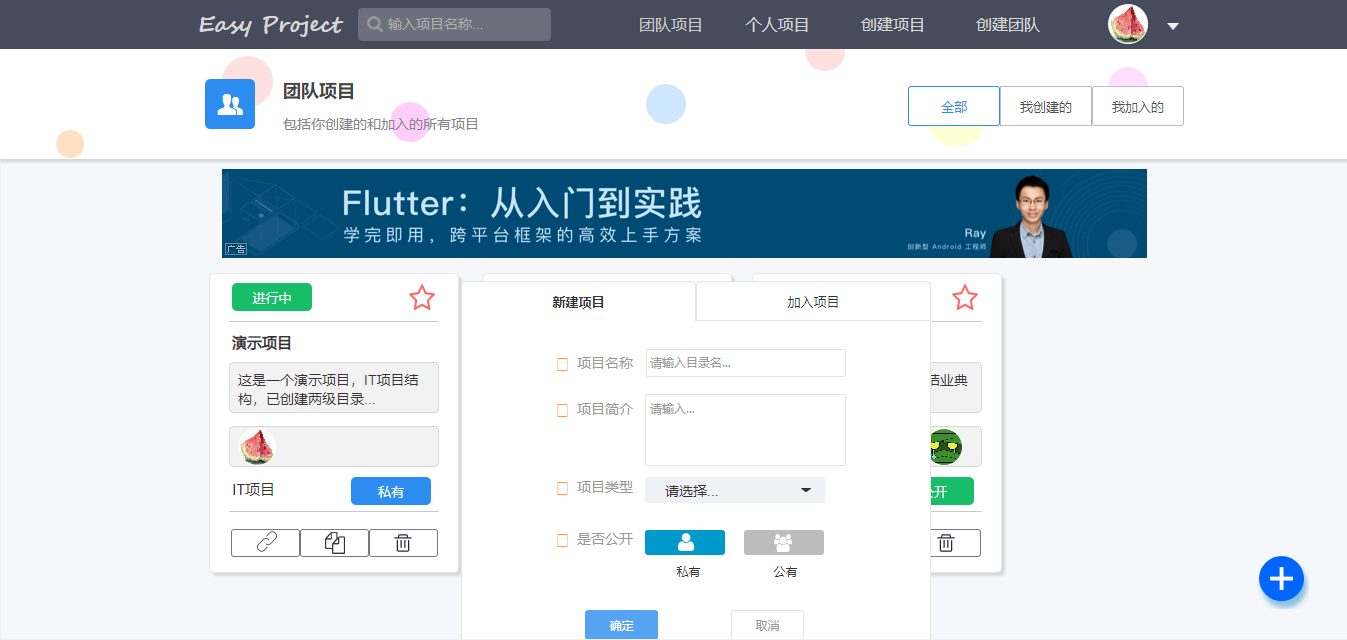 Easy Project
输入项目名称...
团队项目
个人项目
创建项目
创建团队
团队项目
包括你创建的和加入的所有项目
全部
我创建的
我加入的
Flutter：从入门到实践
学完即用，跨平台框架的高效上手方案
Ray
创新型 Android 工程师
广告
进行中
演示项目
这是一个演示项目，IT项目结
构，已创建两级目录...
IT项目
私有
新建项目
加入项目
项目名称
请输入目录名...
项目简介
请输入...
项目类型
请选择...
是否公开
私有
公有
确定
取消
业典
开